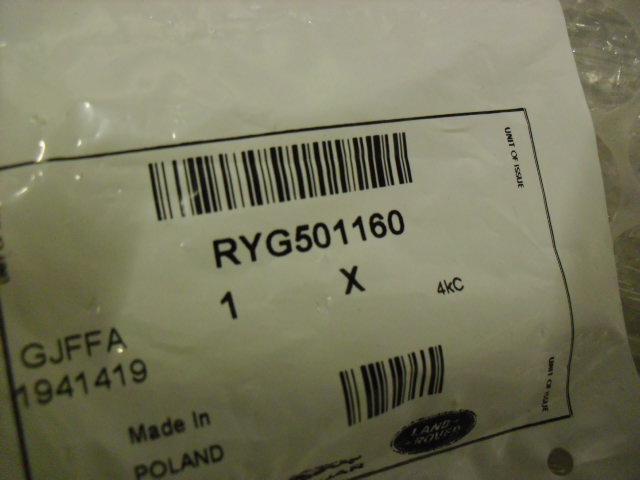 UNIT OF ISSUE
RYG501160
1 X 4kC
GJFFA
1941419
UNIT OF ISSUE
Made In
POLAND
LAND
ROVER